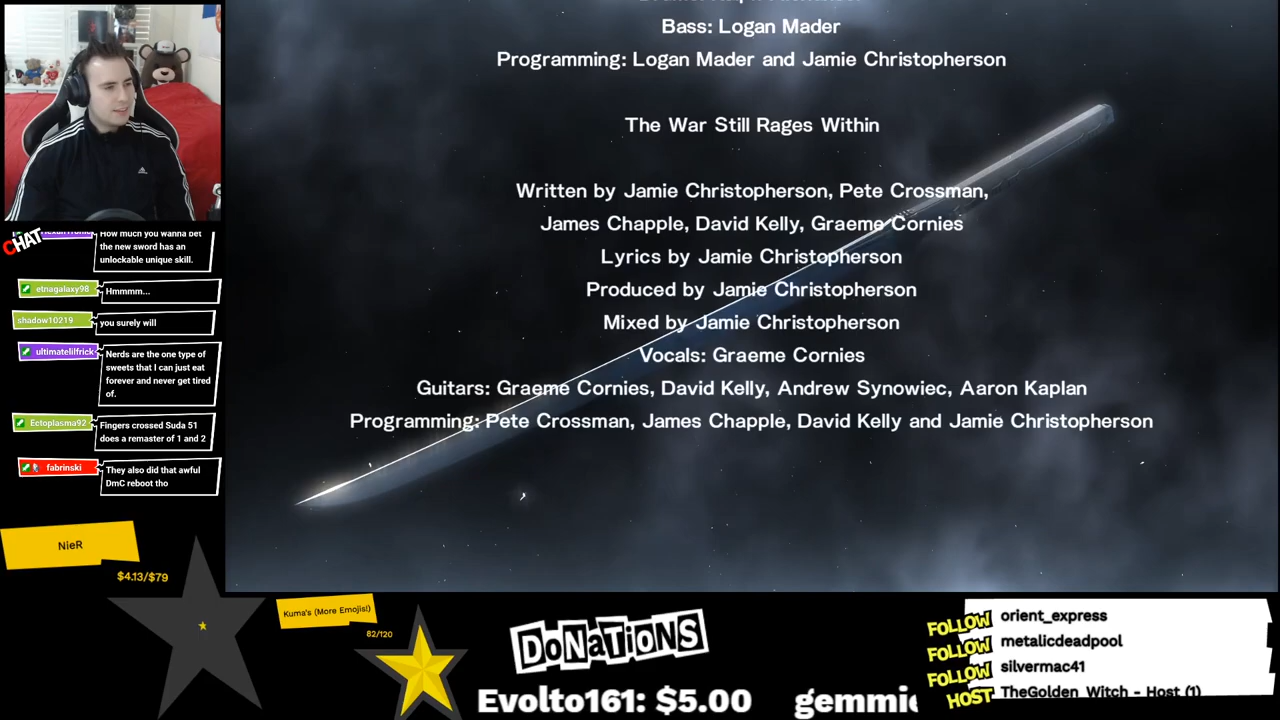 Bass: Logan Mader
Programming: Logan Mader and Jamie Christopherson
The War Still Rages Within
Written by Jamie Christopherson, Pete Crossman,
James Chapple, David Kelly, Graeme Cornies
Lyrics by Jamie Christopherson
Produced by Jamie Christopherson
Mixed by Jamie Christopherson
Vocals: Graeme Cornies
Guitars: Graeme Cornies, David Kelly, Andrew Synowiec, Aaron Kaplan
Programming: Pete Crossman, James Chapple, David Kelly and Jamie Christopherson
CHAT
How much you wanna bet
the new sword has an
unlockable unique skill.
etnagalaxy98
Hmmmm...
shadow10219
you surely will
ultimatelilfrick
Nerds are the one type of
sweets that I can just eat
forever and never get tired
of.
Ectoplasma92
Fingers crossed Suda 51
does a remaster of 1 and 2
fabrinski
They also did that awful
DmC reboot tho
NieR
$4.13/$79
Kuma's (More Emojis!)
82/120
DoNaTiONS
Evolto161: $5.00 gemmi
FOLLOW orient_express
FOLLOW metalicdeadpool
FOLLOW silvermac41
HOST TheGolden_Witch - Host (1)